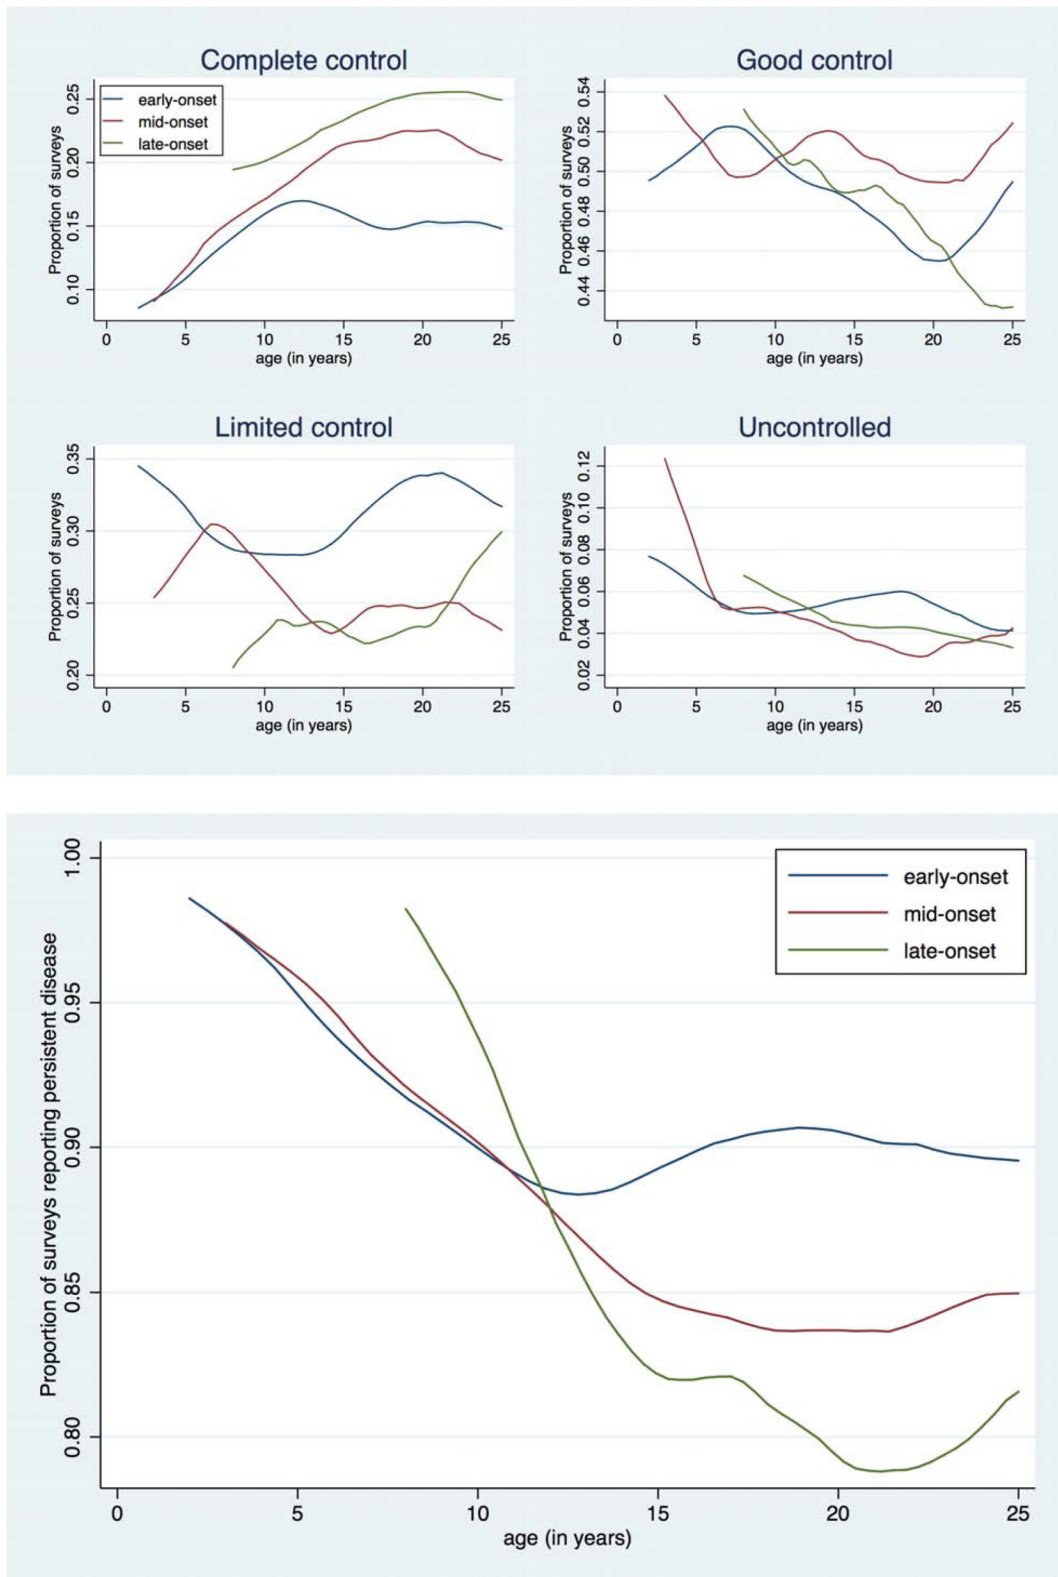 Complete control
Proportion of surveys
0.25
0.20
0.15
0.10
early-onset
mid-onset
late-onset
0 5 10 15 20 25
age (in years)
Good control
Proportion of surveys
0.54
0.52
0.50
0.48
0.46
0.44
0 5 10 15 20 25
age (in years)
Limited control
Proportion of surveys
0.35
0.30
0.25
0.20
0 5 10 15 20 25
age (in years)
Uncontrolled
Proportion of surveys
0.12
0.10
0.08
0.06
0.04
0.02
0 5 10 15 20 25
age (in years)
Proportion of surveys reporting persistent disease
1.00
0.95
0.90
0.85
0.80
early-onset
mid-onset
late-onset
0 5 10 15 20 25
age (in years)